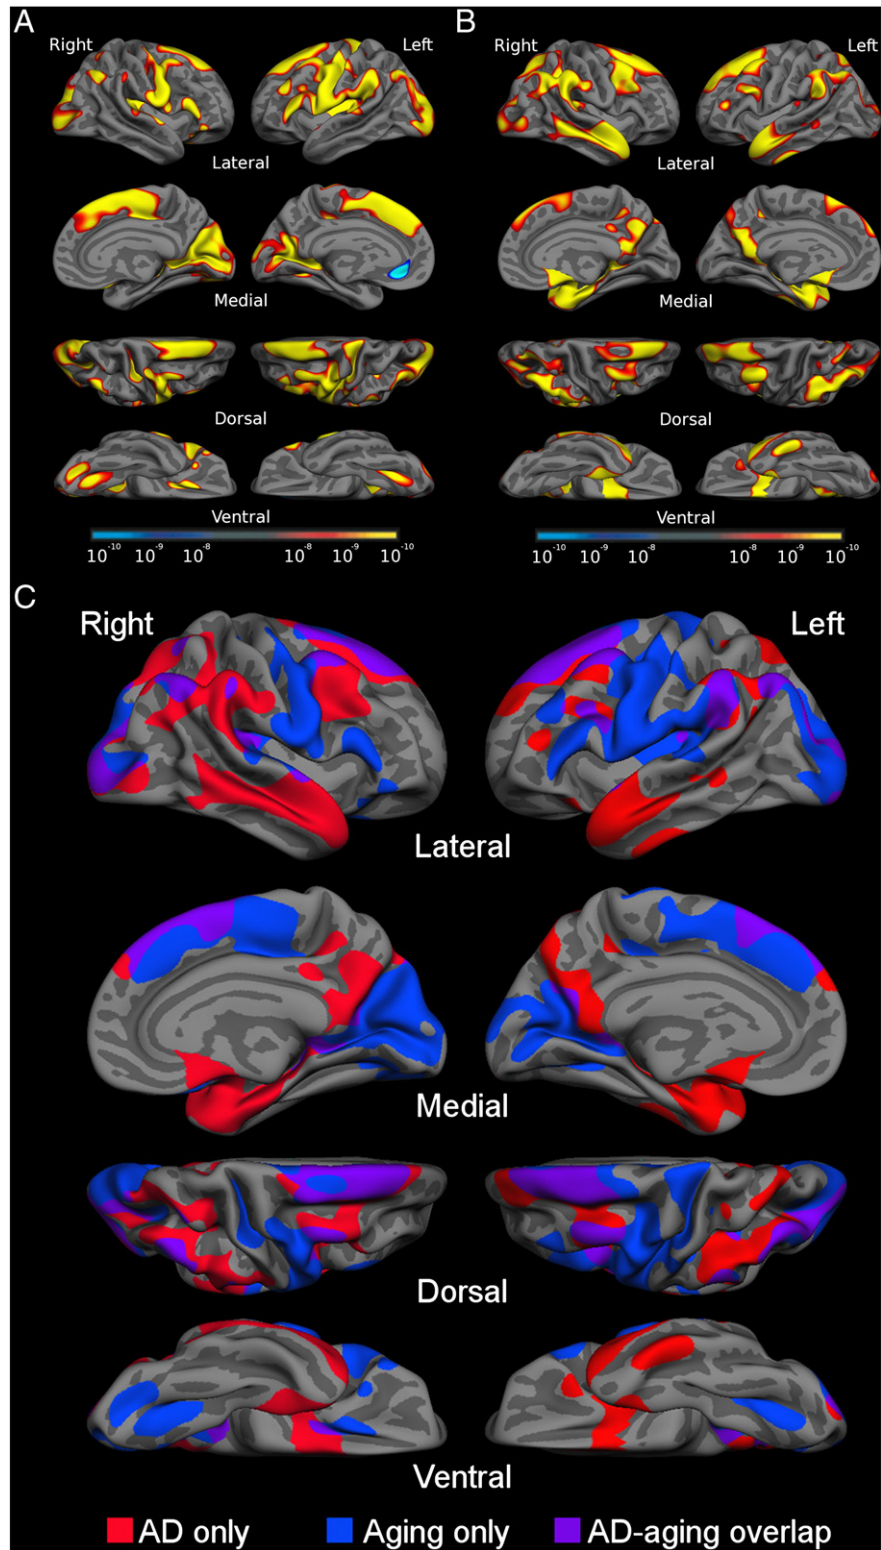 A
Right
Left
Lateral
Medial
Dorsal
Ventral
10^-10 10^-9 10^-8 10^-8 10^-9 10^-10
B
Right
Left
Lateral
Medial
Dorsal
Ventral
10^-10 10^-9 10^-8 10^-8 10^-9 10^-10
C
Right
Left
Lateral
Medial
Dorsal
Ventral
AD only Aging only AD-aging overlap